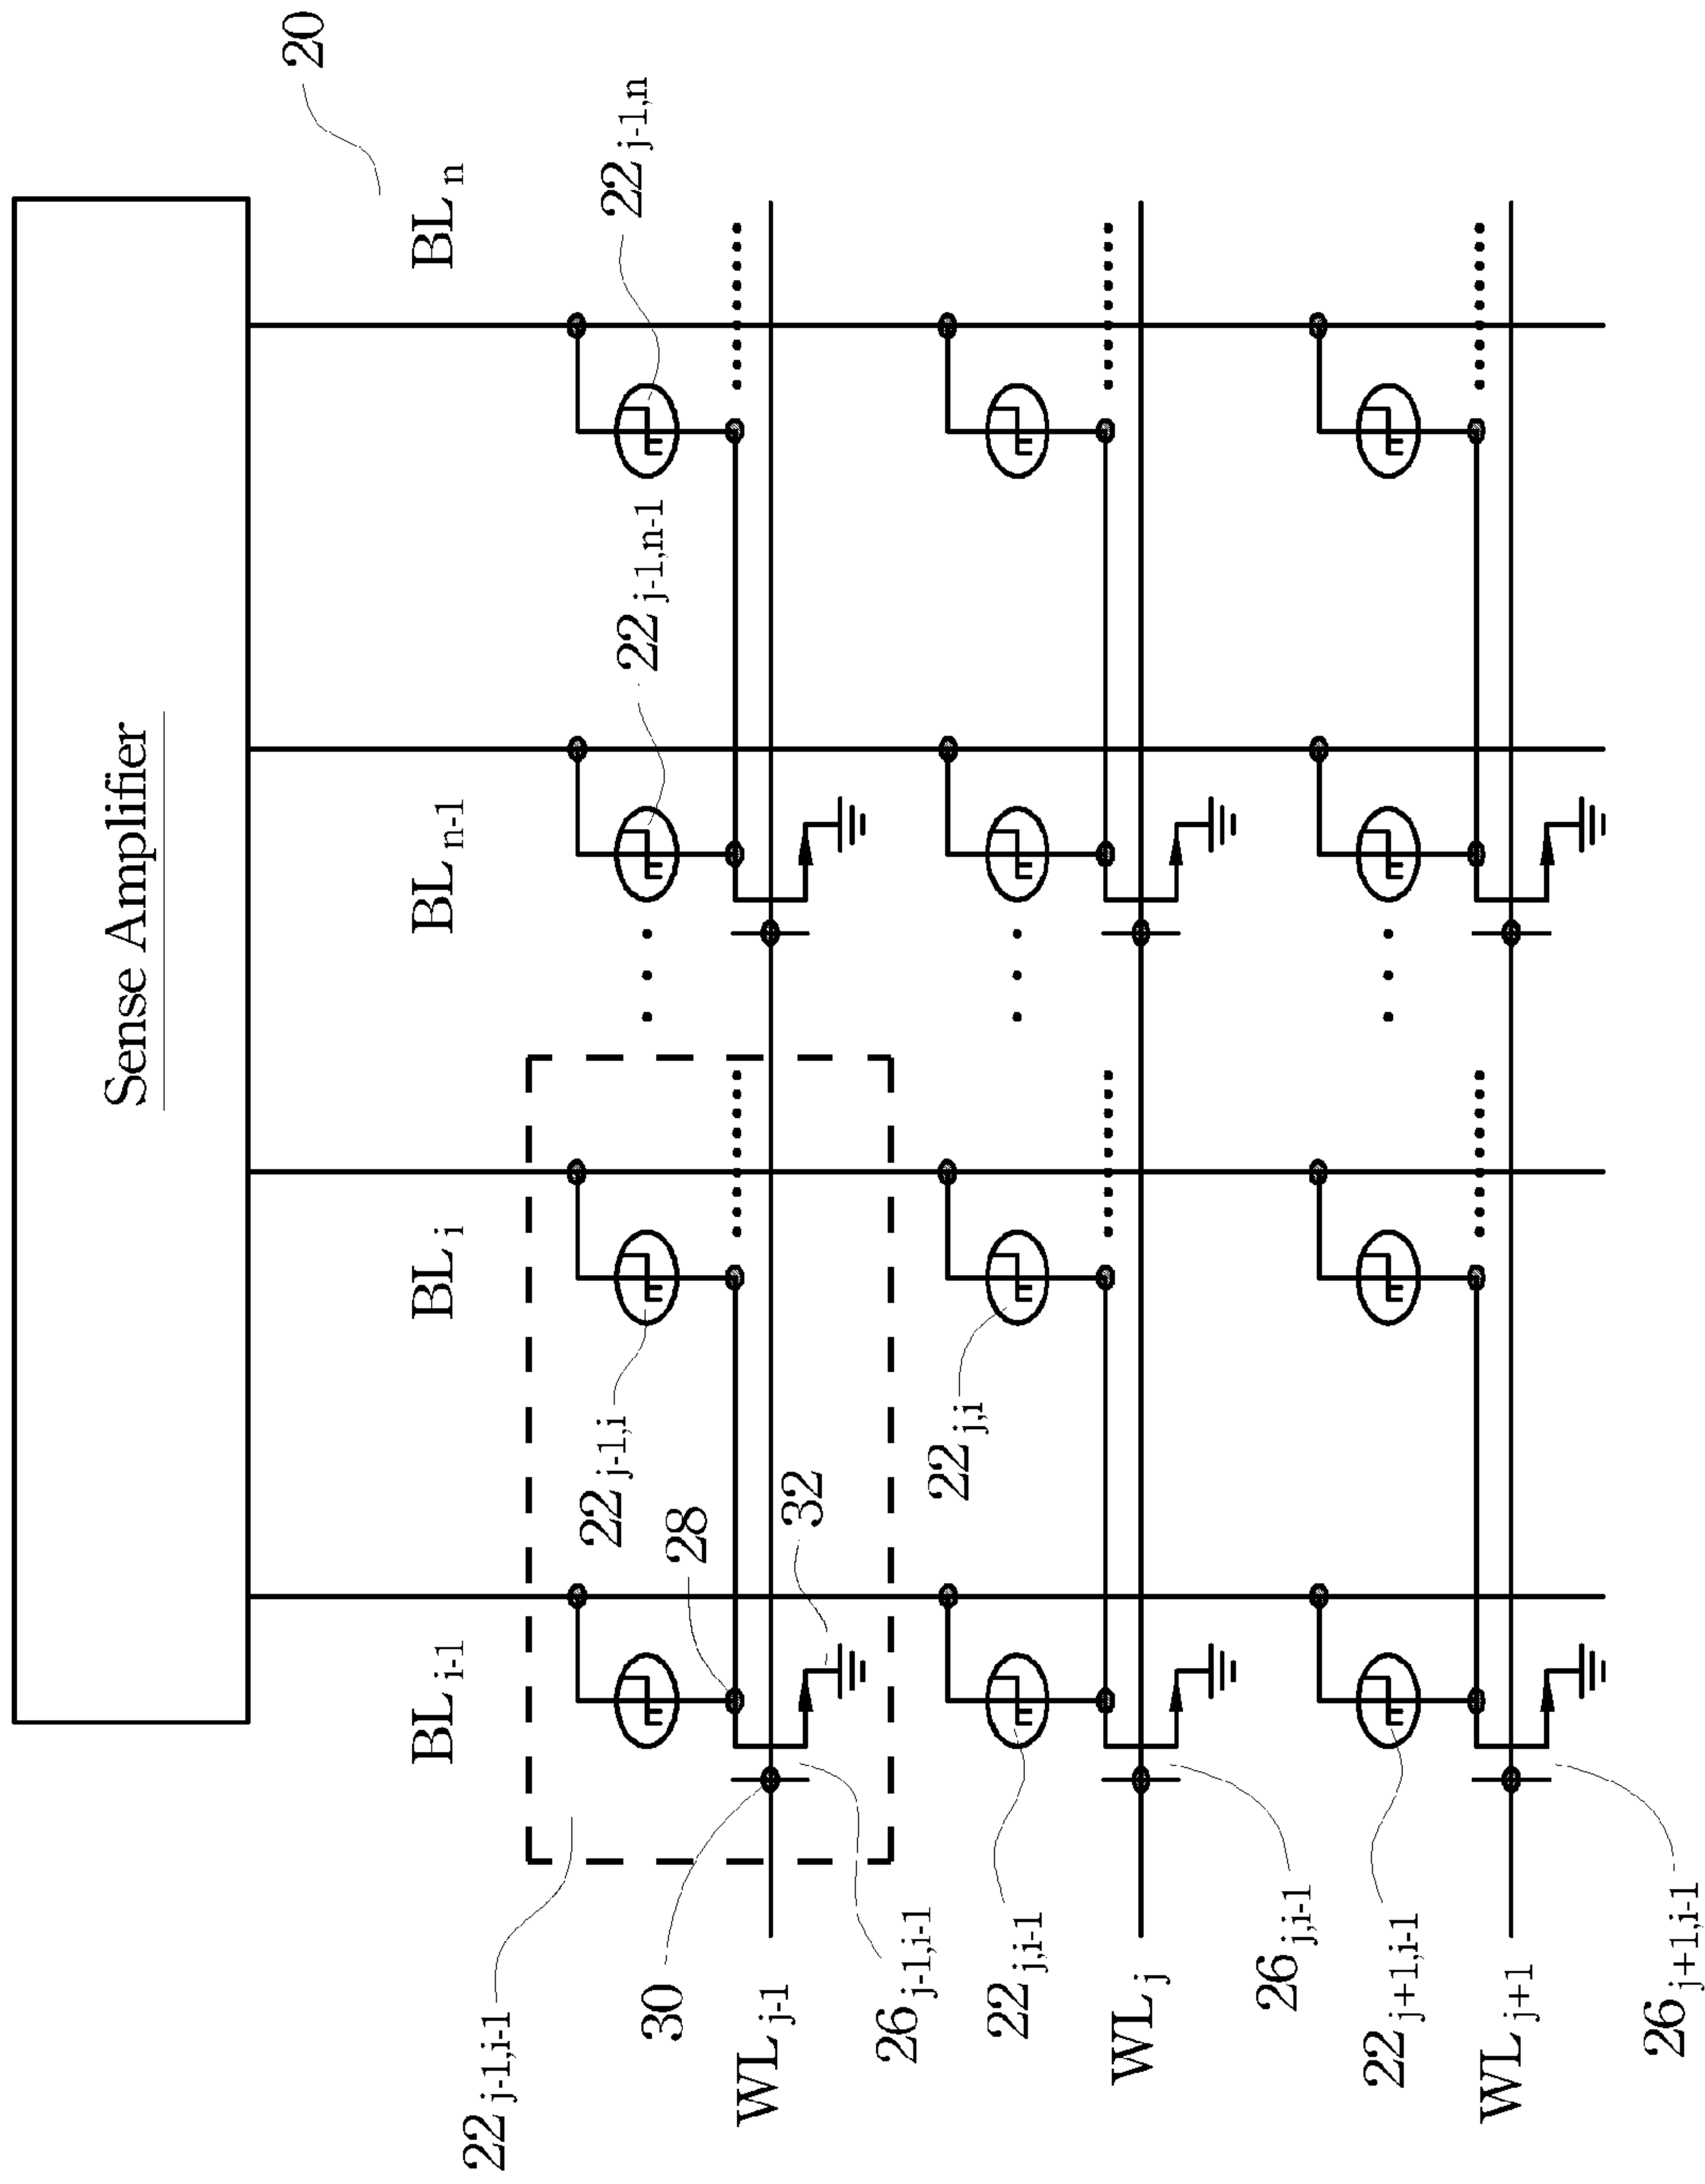 Sense Amplifier
20
BL i-1
BL i
BL n-1
BL n
22 j-1,i-1
22 j-1,i
22 j-1,n-1
22 j-1,n
28
30
32
WL j-1
26 j-1,i-1
22 j,i-1
22 j,i
WL j
26 j,i-1
22 j+1,i-1
WL j+1
26 j+1,i-1